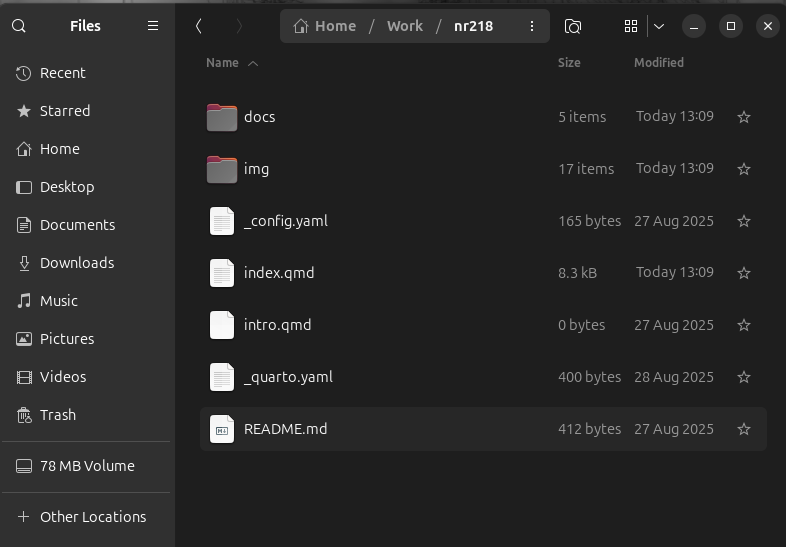 Files
Home / Work / nr218
Recent
Starred
Home
Desktop
Documents
Downloads
Music
Pictures
Videos
Trash
78 MB Volume
Other Locations
Name Size Modified
docs 5 items Today 13:09
img 17 items Today 13:09
_config.yaml 165 bytes 27 Aug 2025
index.qmd 8.3 kB Today 13:09
intro.qmd 0 bytes 27 Aug 2025
_quarto.yaml 400 bytes 28 Aug 2025
README.md 412 bytes 27 Aug 2025